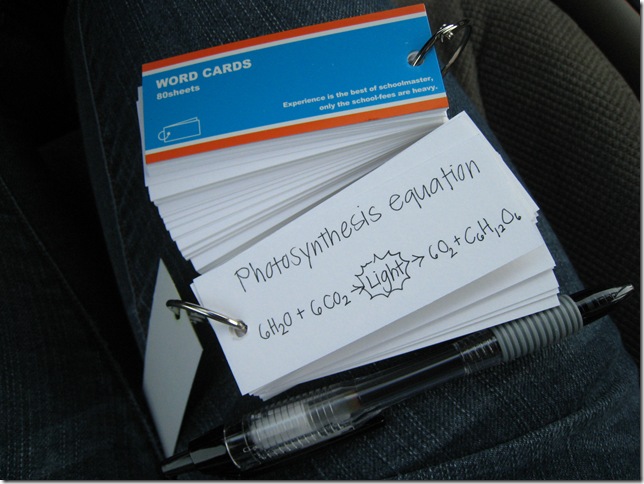 WORD CARDS
80sheets
Experience is the best of schoolmaster,
only the school-fees are heavy.
Photosynthesis equation
6H₂O + 6CO₂ → Light → 6O₂ + C₆H₁₂O₆